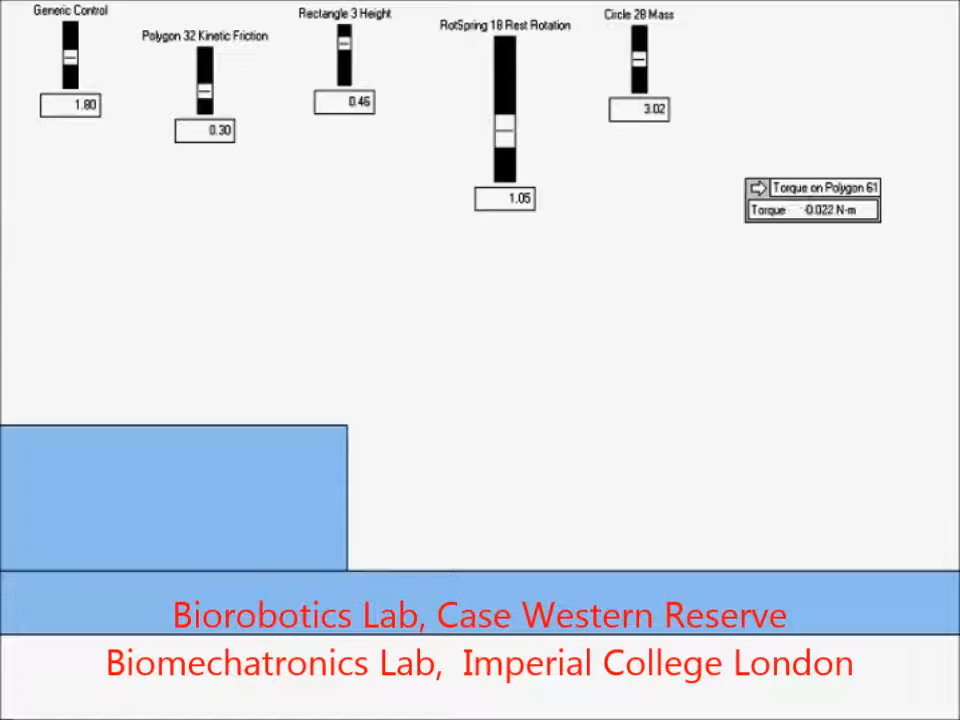 Generic Control
1.80
Polygon 32 Kinetic Friction
0.30
Rectangle 3 Height
0.46
RotSpring 18 Rest Rotation
1.05
Circle 28 Mass
3.02
Torque on Polygon 61
Torque -0.022 N-m
Biorobotics Lab, Case Western Reserve
Biomechatronics Lab, Imperial College London